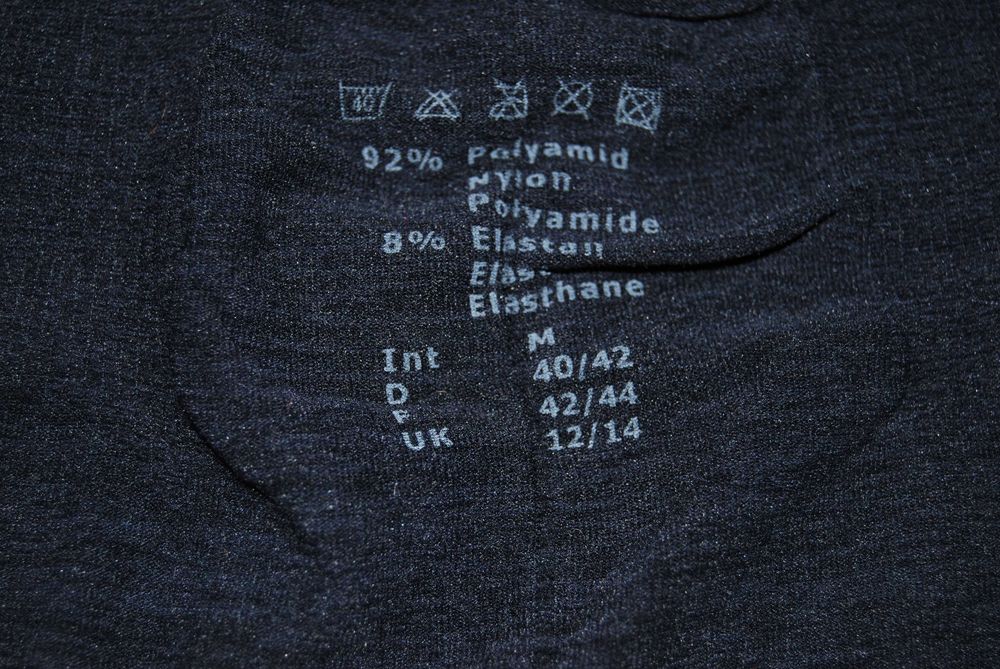 40
92% Polyamid
Nylon
Polyamide
8% Elastan
Elasthane
Int M
D 40/42
F 42/44
UK 12/14